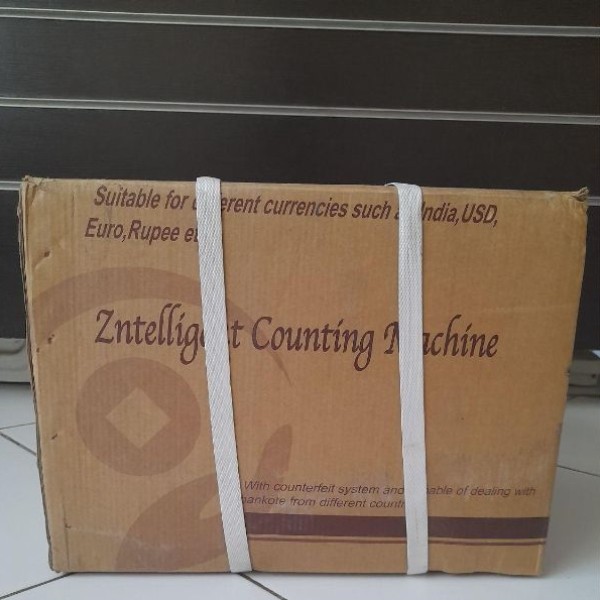 Suitable for different currencies such as India,USD,
Euro,Rupee etc
Zntelligent Counting Machine
With counterfeit system and capable of dealing with
bankote from different countries